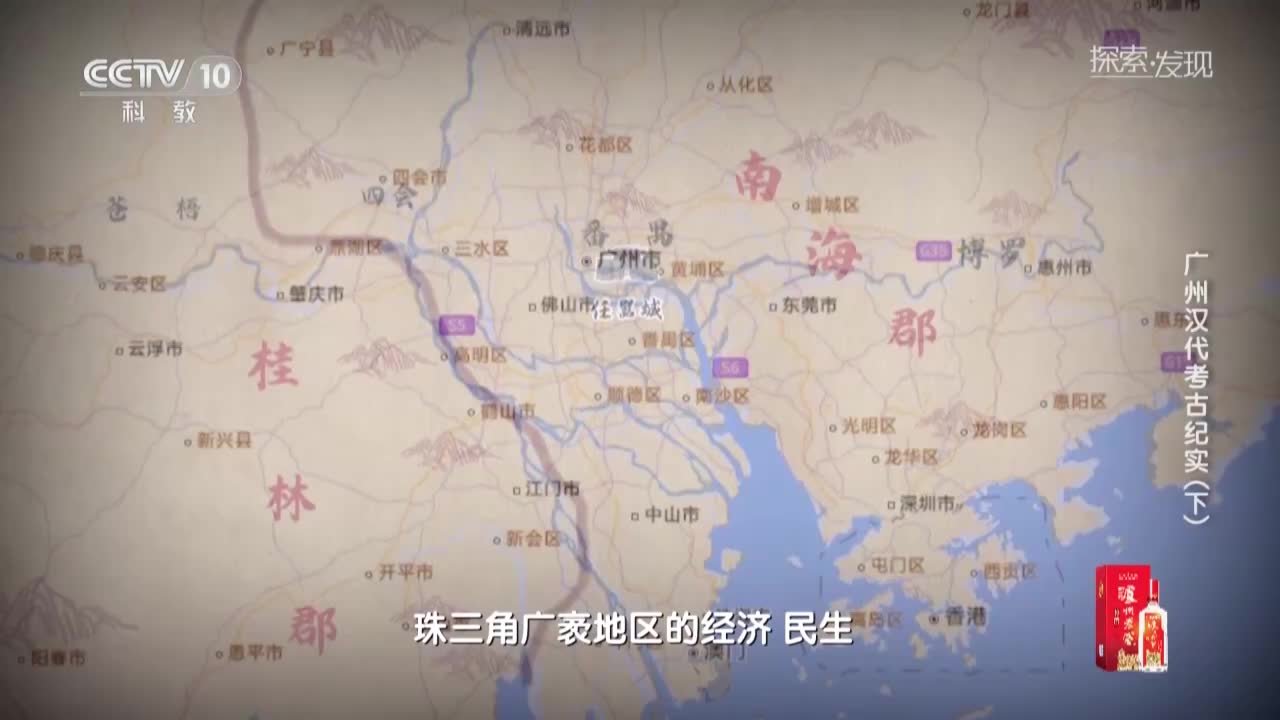 CCTV 10
科 教
探索·发现
广州汉代考古纪实(下)
清远市
龙门县
广宁县
从化区
花都区
四会市
四会
苍 梧
南海郡
增城区
德庆县
鼎湖区
三水区
番 禺
广州市
黄埔区
G35
博罗
惠州市
云安区
肇庆市
佛山市
任嚣城
东莞市
S5
云浮市
高明区
番禺区
S6
桂林郡
顺德区
南沙区
惠阳区
鹤山市
光明区
龙岗区
新兴县
龙华区
江门市
深圳市
中山市
新会区
开平市
屯门区
西贡区
香港
恩平市
阳春市
澳门
珠三角广袤地区的经济 民生
泸州老窖